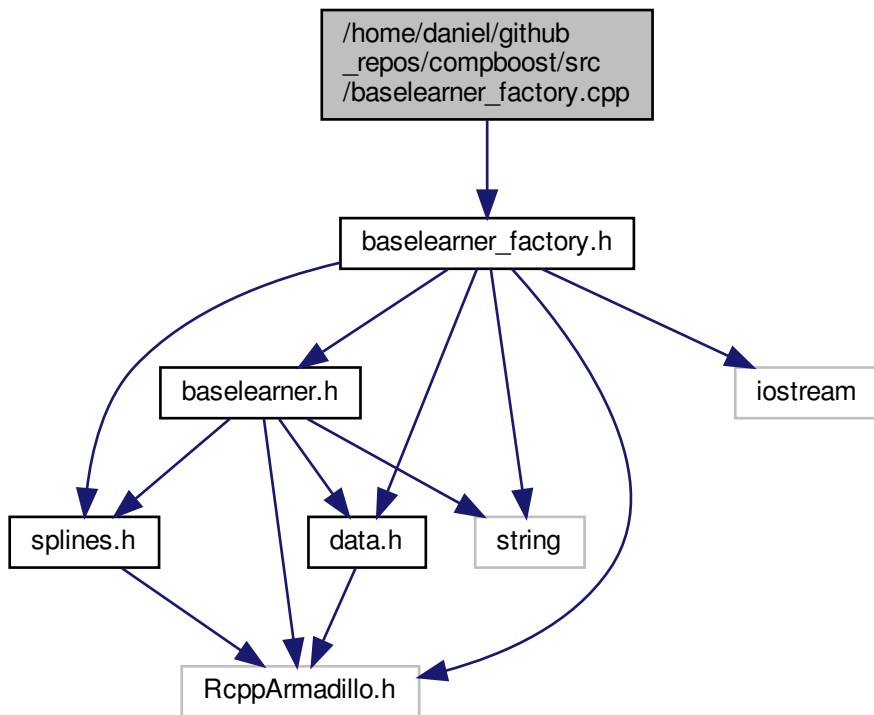 /home/daniel/github
_repos/compboost/src
/baselearner_factory.cpp
baselearner_factory.h
baselearner.h
iostream
splines.h
data.h
string
RcppArmadillo.h